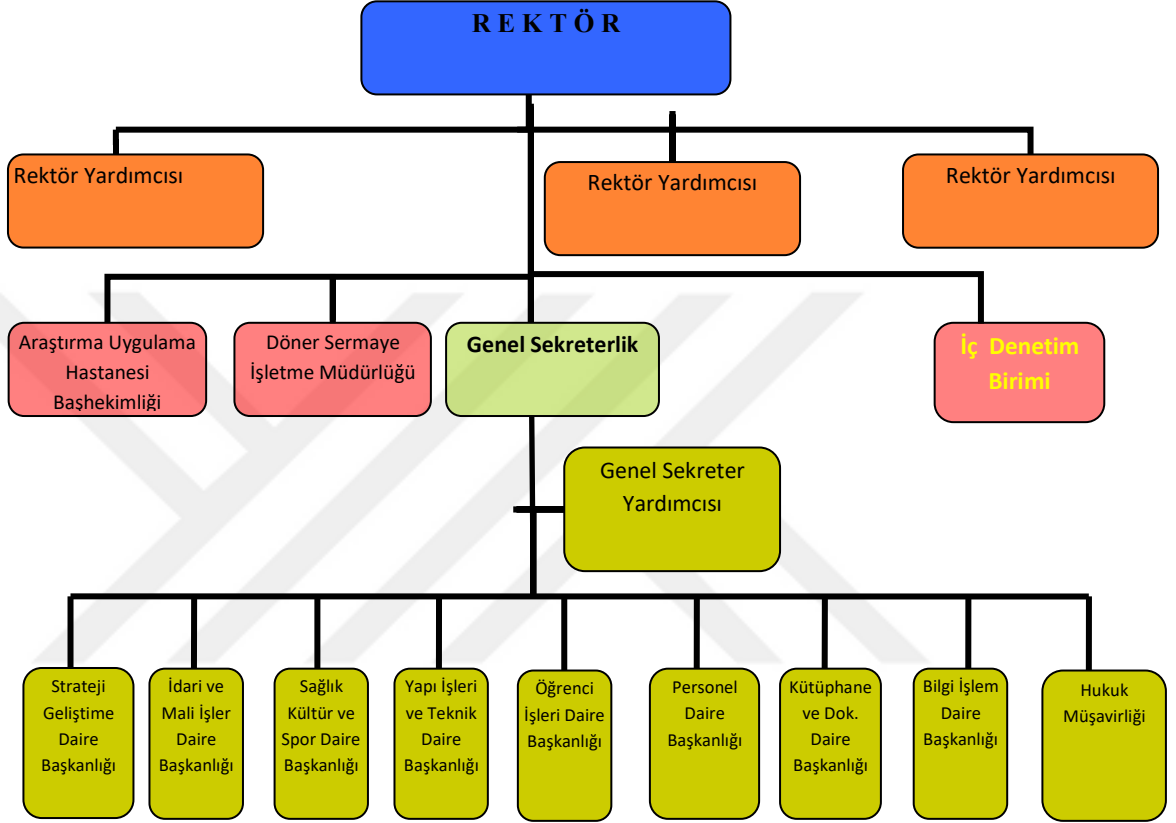 R E K T Ö R
Rektör Yardımcısı
Rektör Yardımcısı
Rektör Yardımcısı
Araştırma Uygulama
Hastanesi
Başhekimliği
Döner Sermaye
İşletme Müdürlüğü
Genel Sekreterlik
İç Denetim
Birimi
Genel Sekreter
Yardımcısı
Strateji
Geliştime
Daire
Başkanlığı
İdari ve
Mali İşler
Daire
Başkanlığı
Sağlık
Kültür ve
Spor Daire
Başkanlığı
Yapı İşleri
ve Teknik
Daire
Başkanlığı
Öğrenci
İşleri Daire
Başkanlığı
Personel
Daire
Başkanlığı
Kütüphane
ve Dok.
Daire
Başkanlığı
Bilgi İşlem
Daire
Başkanlığı
Hukuk
Müşavirliği